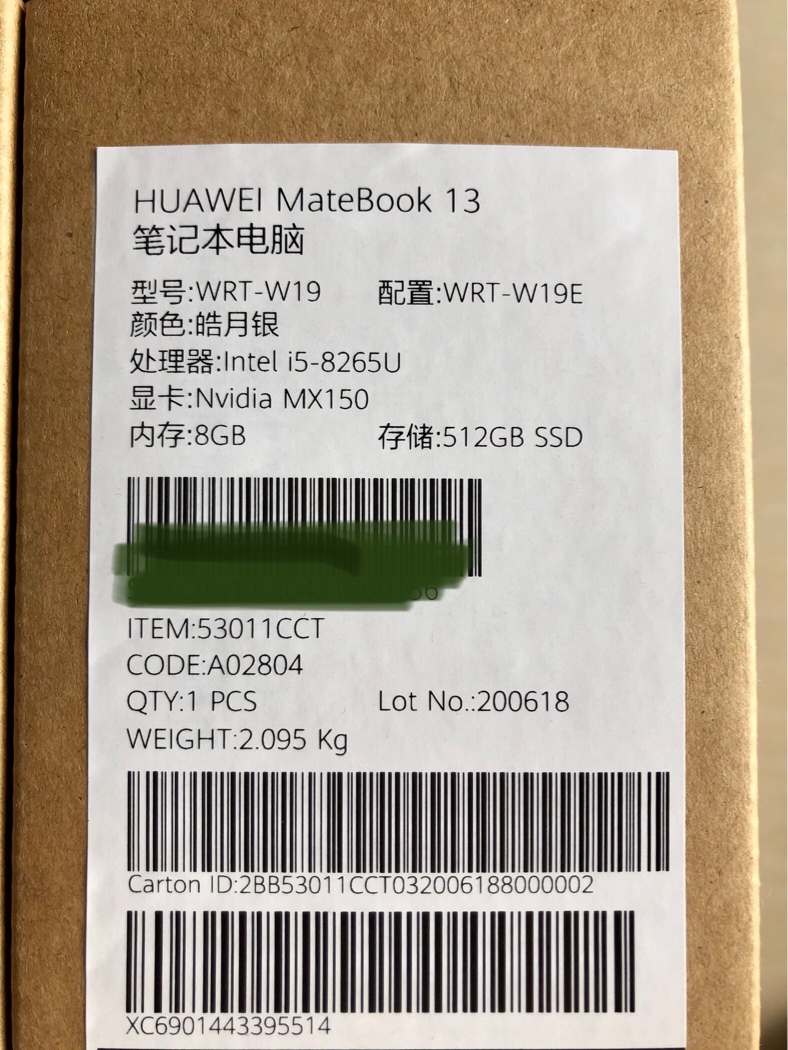 HUAWEI MateBook 13
笔记本电脑
型号:WRT-W19 配置:WRT-W19E
颜色:皓月银
处理器:Intel i5-8265U
显卡:Nvidia MX150
内存:8GB 存储:512GB SSD
ITEM:53011CCT
CODE:A02804
QTY:1 PCS Lot No.:200618
WEIGHT:2.095 Kg
Carton ID:2BB53011CCT032006188000002
XC6901443395514